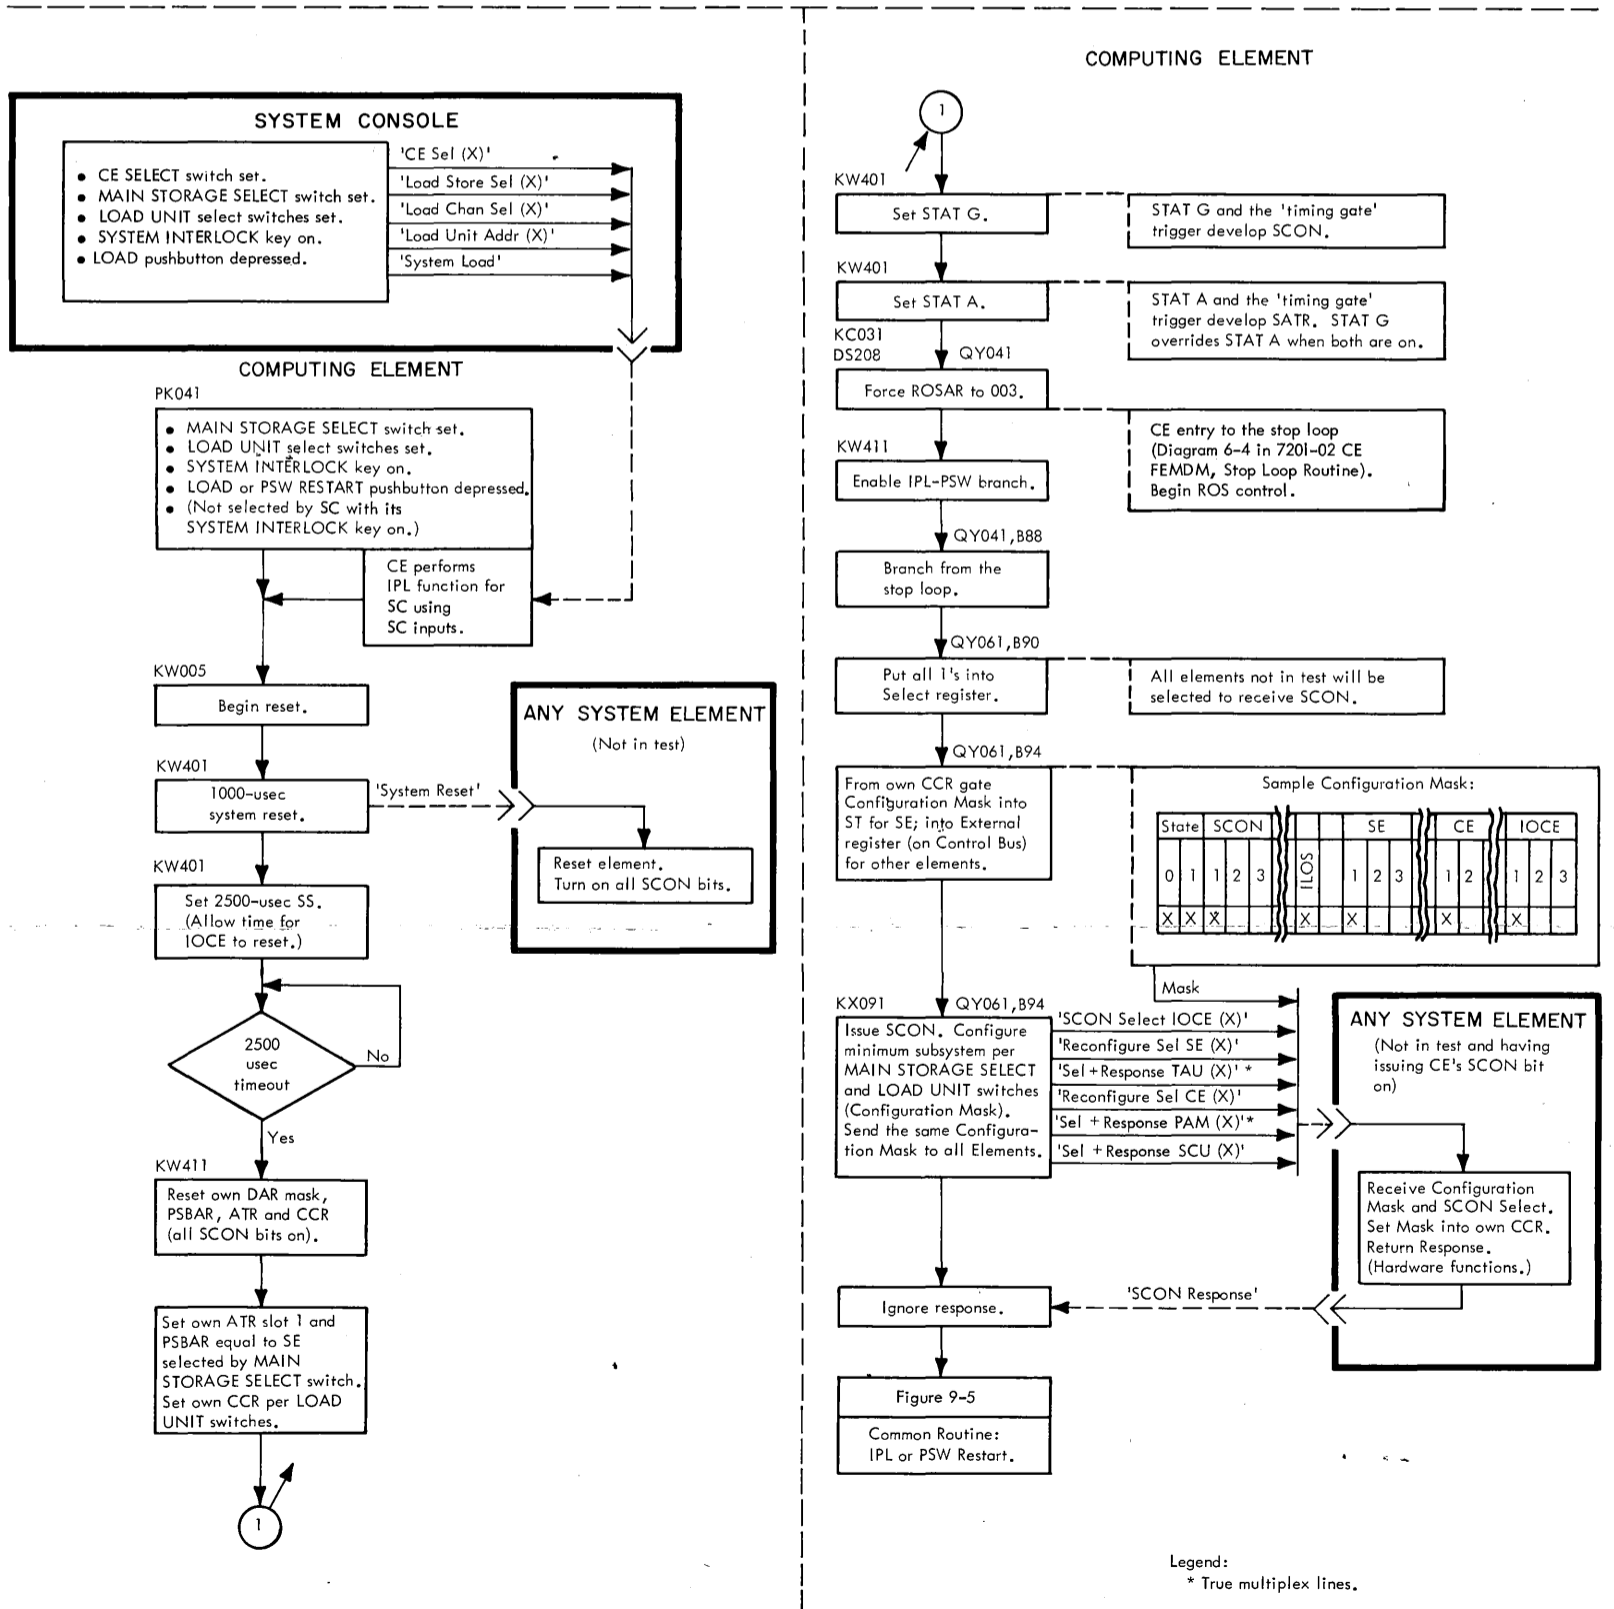 SYSTEM CONSOLE
• CE SELECT switch set.
• MAIN STORAGE SELECT switch set.
• LOAD UNIT select switches set.
• SYSTEM INTERLOCK key on.
• LOAD pushbutton depressed.
'CE Sel (X)'
'Load Store Sel (X)'
'Load Chan Sel (X)'
'Load Unit Addr (X)'
'System Load'
COMPUTING ELEMENT
PK041
• MAIN STORAGE SELECT switch set.
• LOAD UNIT select switches set.
• SYSTEM INTERLOCK key on.
• LOAD or PSW RESTART pushbutton depressed.
• (Not selected by SC with its
SYSTEM INTERLOCK key on.)
CE performs
IPL function for
SC using
SC inputs.
KW005
Begin reset.
KW401
1000-usec
system reset.
'System Reset'
ANY SYSTEM ELEMENT
(Not in test)
Reset element.
Turn on all SCON bits.
KW401
Set 2500-usec SS.
(Allow time for
IOCE to reset.)
2500
usec
timeout
No
Yes
KW411
Reset own DAR mask,
PSBAR, ATR and CCR
(all SCON bits on).
Set own ATR slot 1 and
PSBAR equal to SE
selected by MAIN
STORAGE SELECT switch.
Set own CCR per LOAD
UNIT switches.
1
COMPUTING ELEMENT
1
KW401
Set STAT G.
STAT G and the 'timing gate'
trigger develop SCON.
KW401
Set STAT A.
STAT A and the 'timing gate'
trigger develop SATR. STAT G
overrides STAT A when both are on.
KC031
DS208
QY041
Force ROSAR to 003.
CE entry to the stop loop
(Diagram 6-4 in 7201-02 CE
FEMDM, Stop Loop Routine).
Begin ROS control.
KW411
Enable IPL-PSW branch.
QY041,B88
Branch from the
stop loop.
QY061,B90
Put all 1's into
Select register.
All elements not in test will be
selected to receive SCON.
QY061,B94
From own CCR gate
Configuration Mask into
ST for SE; into External
register (on Control Bus)
for other elements.
Sample Configuration Mask:
State SCON SE CE IOCE
0 1 1 2 3 ILOS 1 2 3 1 2 1 2 3
X X X X X X X
Mask
KX091
QY061,B94
Issue SCON. Configure
minimum subsystem per
MAIN STORAGE SELECT
and LOAD UNIT switches
(Configuration Mask).
Send the same Configura-
tion Mask to all Elements.
'SCON Select IOCE (X)'
'Reconfigure Sel SE (X)'
'Sel +Response TAU (X)' *
'Reconfigure Sel CE (X)'
'Sel +Response PAM (X)'*
'Sel +Response SCU (X)'
ANY SYSTEM ELEMENT
(Not in test and having
issuing CE's SCON bit
on)
Receive Configuration
Mask and SCON Select.
Set Mask into own CCR.
Return Response.
(Hardware functions.)
Ignore response.
'SCON Response'
Figure 9-5
Common Routine:
IPL or PSW Restart.
Legend:
* True multiplex lines.